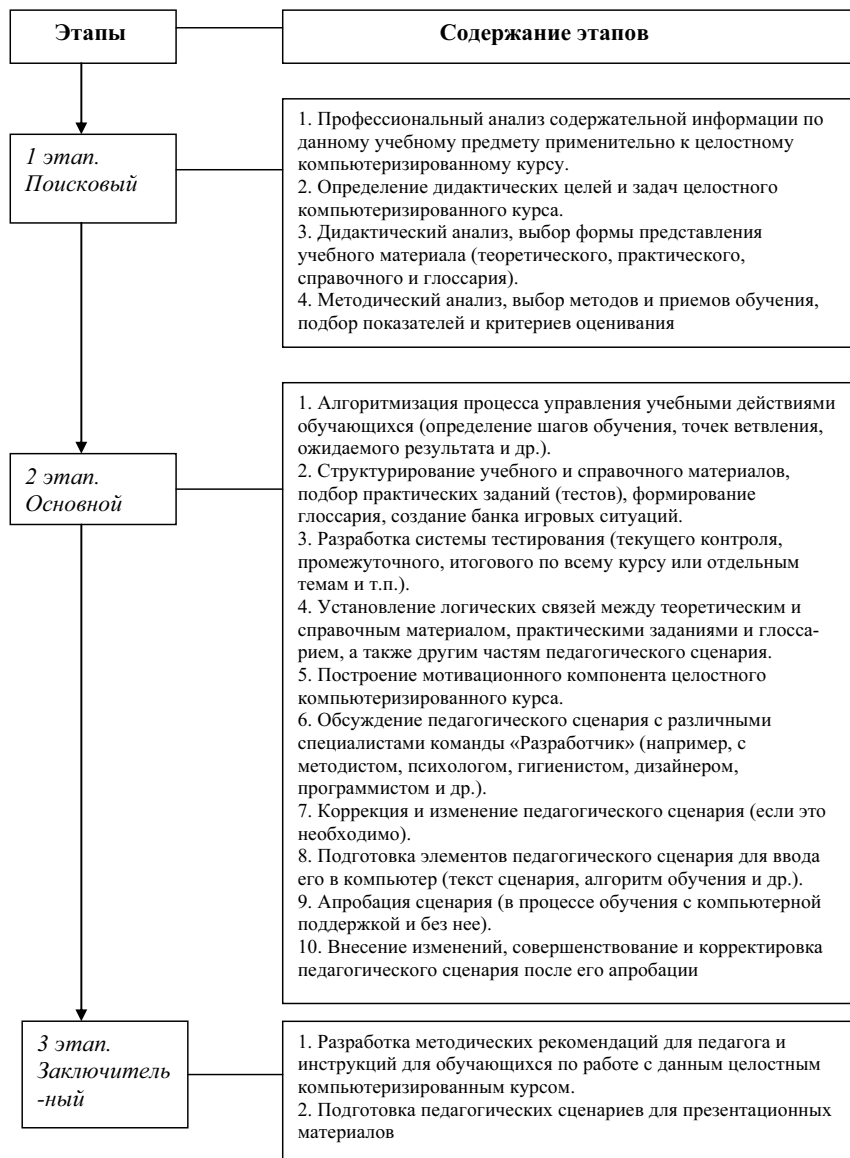 Этапы
Содержание этапов
1 этап.
Поисковый
1. Профессиональный анализ содержательной информации по
данному учебному предмету применительно к целостному
компьютеризированному курсу.
2. Определение дидактических целей и задач целостного
компьютеризированного курса.
3. Дидактический анализ, выбор формы представления
учебного материала (теоретического, практического,
справочного и глоссария).
4. Методический анализ, выбор методов и приемов обучения,
подбор показателей и критериев оценивания
2 этап.
Основной
1. Алгоритмизация процесса управления учебными действиями
обучающихся (определение шагов обучения, точек ветвления,
ожидаемого результата и др.).
2. Структурирование учебного и справочного материалов,
подбор практических заданий (тестов), формирование
глоссария, создание банка игровых ситуаций.
3. Разработка системы тестирования (текущего контроля,
промежуточного, итогового по всему курсу или отдельным
темам и т.п.).
4. Установление логических связей между теоретическим и
справочным материалом, практическими заданиями и глосса-
рием, а также другим частям педагогического сценария.
5. Построение мотивационного компонента целостного
компьютеризированного курса.
6. Обсуждение педагогического сценария с различными
специалистами команды «Разработчик» (например, с
методистом, психологом, гигиенистом, дизайнером,
программистом и др.).
7. Коррекция и изменение педагогического сценария (если это
необходимо).
8. Подготовка элементов педагогического сценария для ввода
его в компьютер (текст сценария, алгоритм обучения и др.).
9. Апробация сценария (в процессе обучения с компьютерной
поддержкой и без нее).
10. Внесение изменений, совершенствование и корректировка
педагогического сценария после его апробации
3 этап.
Заключитель
-ный
1. Разработка методических рекомендаций для педагога и
инструкций для обучающихся по работе с данным целостным
компьютеризированным курсом.
2. Подготовка педагогических сценариев для презентационных
материалов